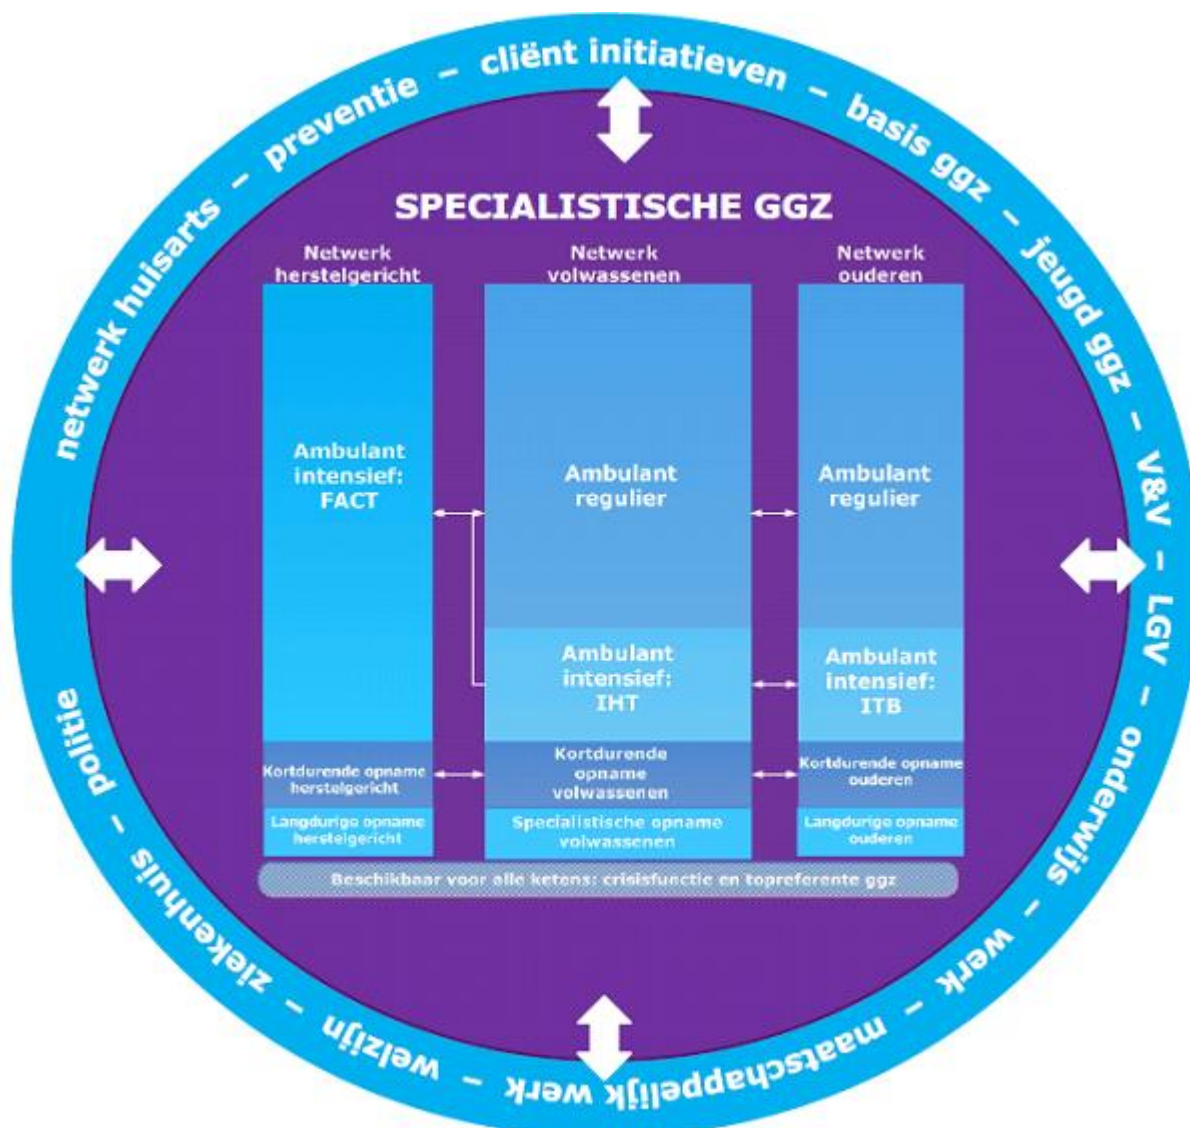 netwerk huisarts – preventie – cliënt initiatieven – basis ggz – jeugd ggz – V&V – LGV – onderwijs – werk – maatschappelijk werk – welzijn – ziekenhuis – politie
SPECIALISTISCHE GGZ
Netwerk
herstelgericht
Ambulant
intensief:
FACT
Kortdurende opname
herstelgericht
Langdurige opname
herstelgericht
Netwerk
volwassenen
Ambulant
regulier
Ambulant
intensief:
IHT
Kortdurende
opname
volwassenen
Specialistische opname
volwassenen
Netwerk
ouderen
Ambulant
regulier
Ambulant
intensief:
ITB
Kortdurende opname
ouderen
Langdurige opname
ouderen
Beschikbaar voor alle ketens: crisisfunctie en topreferente ggz